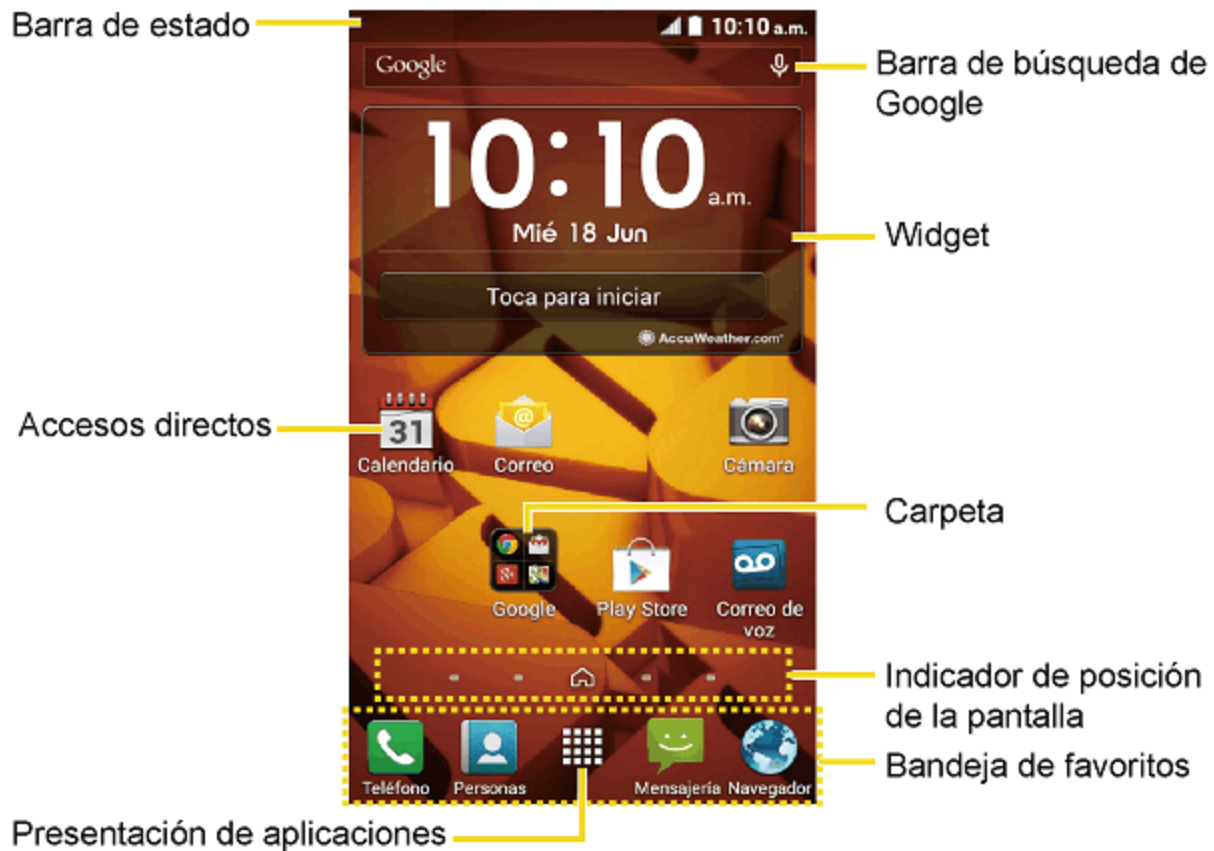 Barra de estado
10:10 a.m.
Google
Barra de búsqueda de
Google
10:10 a.m.
Mié 18 Jun
Widget
Toca para iniciar
AccuWeather.com
Accesos directos
31
@
Calendario
Correo
Cámara
Carpeta
Google
Play Store
Correo de
voz
Indicador de posición
de la pantalla
Teléfono
Personas
Mensajería
Navegador
Bandeja de favoritos
Presentación de aplicaciones